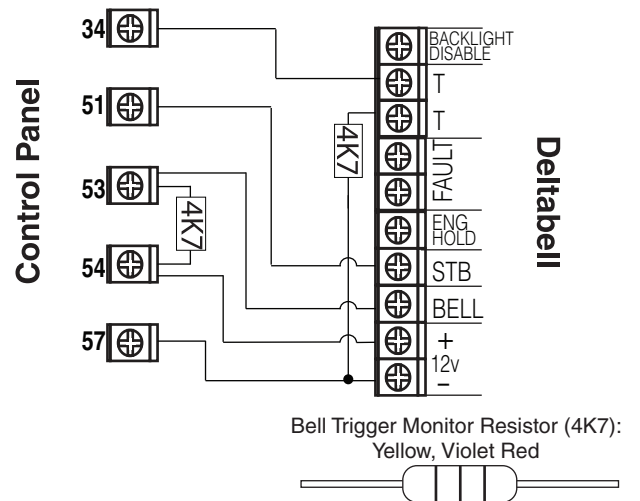 Control Panel
34
51
53
54
57
4K7
4K7
BACKLIGHT
DISABLE
T
T
FAULT
ENG
HOLD
STB
BELL
+
12v
−
Deltabell
Bell Trigger Monitor Resistor (4K7):
Yellow, Violet Red